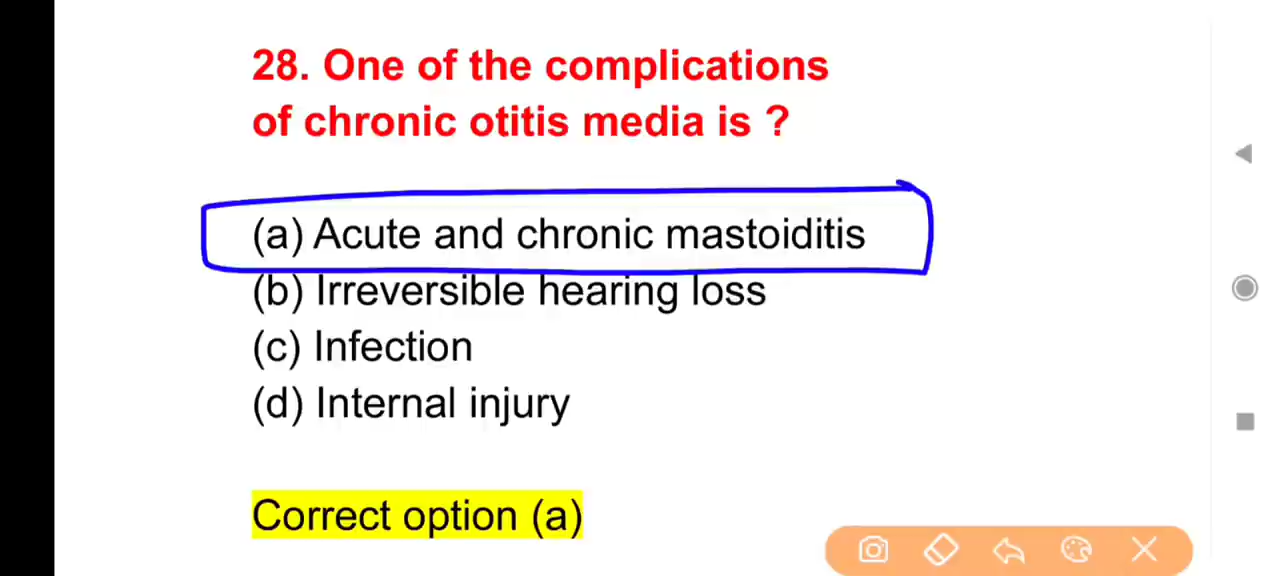 28. One of the complications
of chronic otitis media is ?
(a) Acute and chronic mastoiditis
(b) Irreversible hearing loss
(c) Infection
(d) Internal injury
Correct option (a)